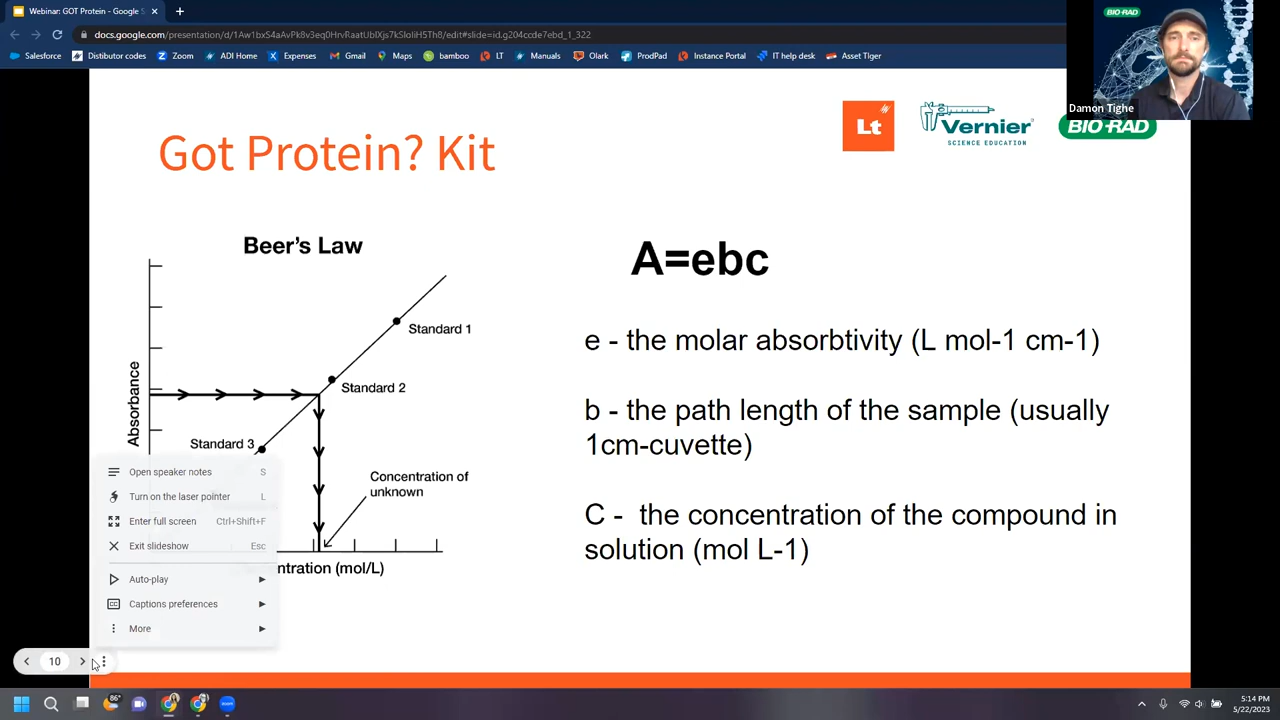 Webinar: GOT Protein - Google S
docs.google.com/presentation/d/1Aw1bxS4aAvPk8v3eq0HrvRaatUblXjs7kSloIiH5Th8/edit#slide=id.g204ccde7ebd_1_322
Salesforce
Distibutor codes
Zoom
ADI Home
Expenses
Gmail
Maps
bamboo
LT
Manuals
Olark
ProdPad
Instance Portal
IT help desk
Asset Tiger
BIO-RAD
Damon Tighe
Got Protein? Kit
Lt
Vernier
SCIENCE EDUCATION
BIO-RAD
Beer's Law
Absorbance
Standard 1
Standard 2
Standard 3
Concentration of
unknown
ntration (mol/L)
A=ebc
e - the molar absorbtivity (L mol-1 cm-1)
b - the path length of the sample (usually
1cm-cuvette)
C -  the concentration of the compound in
solution (mol L-1)
Open speaker notes S
Turn on the laser pointer L
Enter full screen Ctrl+Shift+F
Exit slideshow Esc
Auto-play
Captions preferences
More
10
86°
5:14 PM
5/22/2023